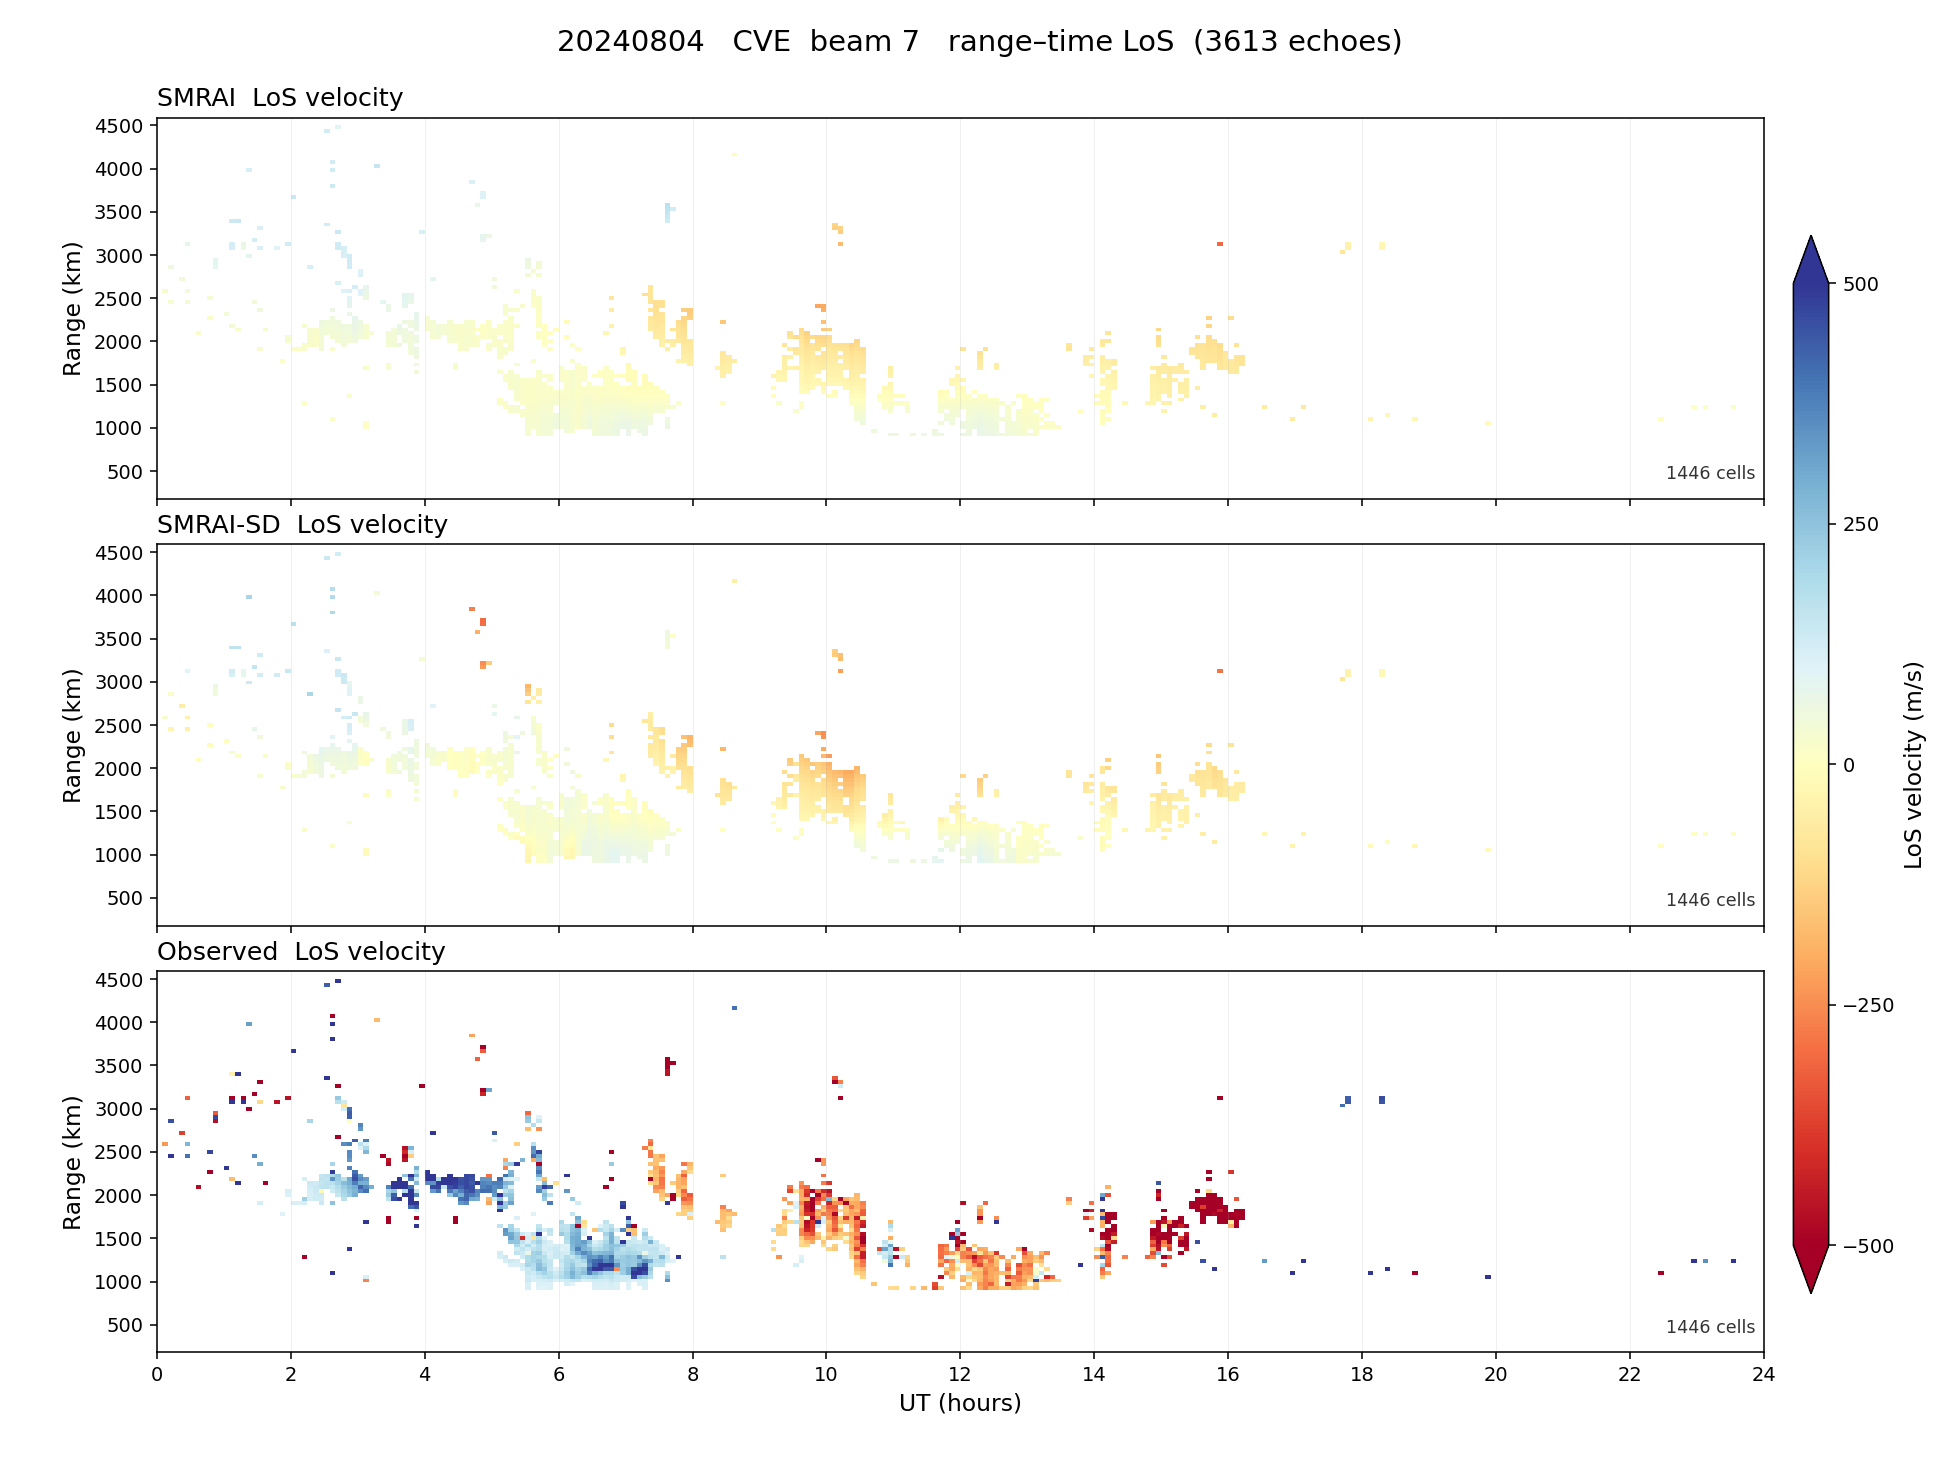 20240804 CVE beam 7 range–time LoS (3613 echoes)
SMRAI LoS velocity
4500
4000
3500
3000
2500
2000
1500
1000
500
Range (km)
1446 cells
SMRAI-SD LoS velocity
4500
4000
3500
3000
2500
2000
1500
1000
500
Range (km)
1446 cells
Observed LoS velocity
4500
4000
3500
3000
2500
2000
1500
1000
500
Range (km)
1446 cells
0 2 4 6 8 10 12 14 16 18 20 22 24
UT (hours)
500
250
0
−250
−500
LoS velocity (m/s)